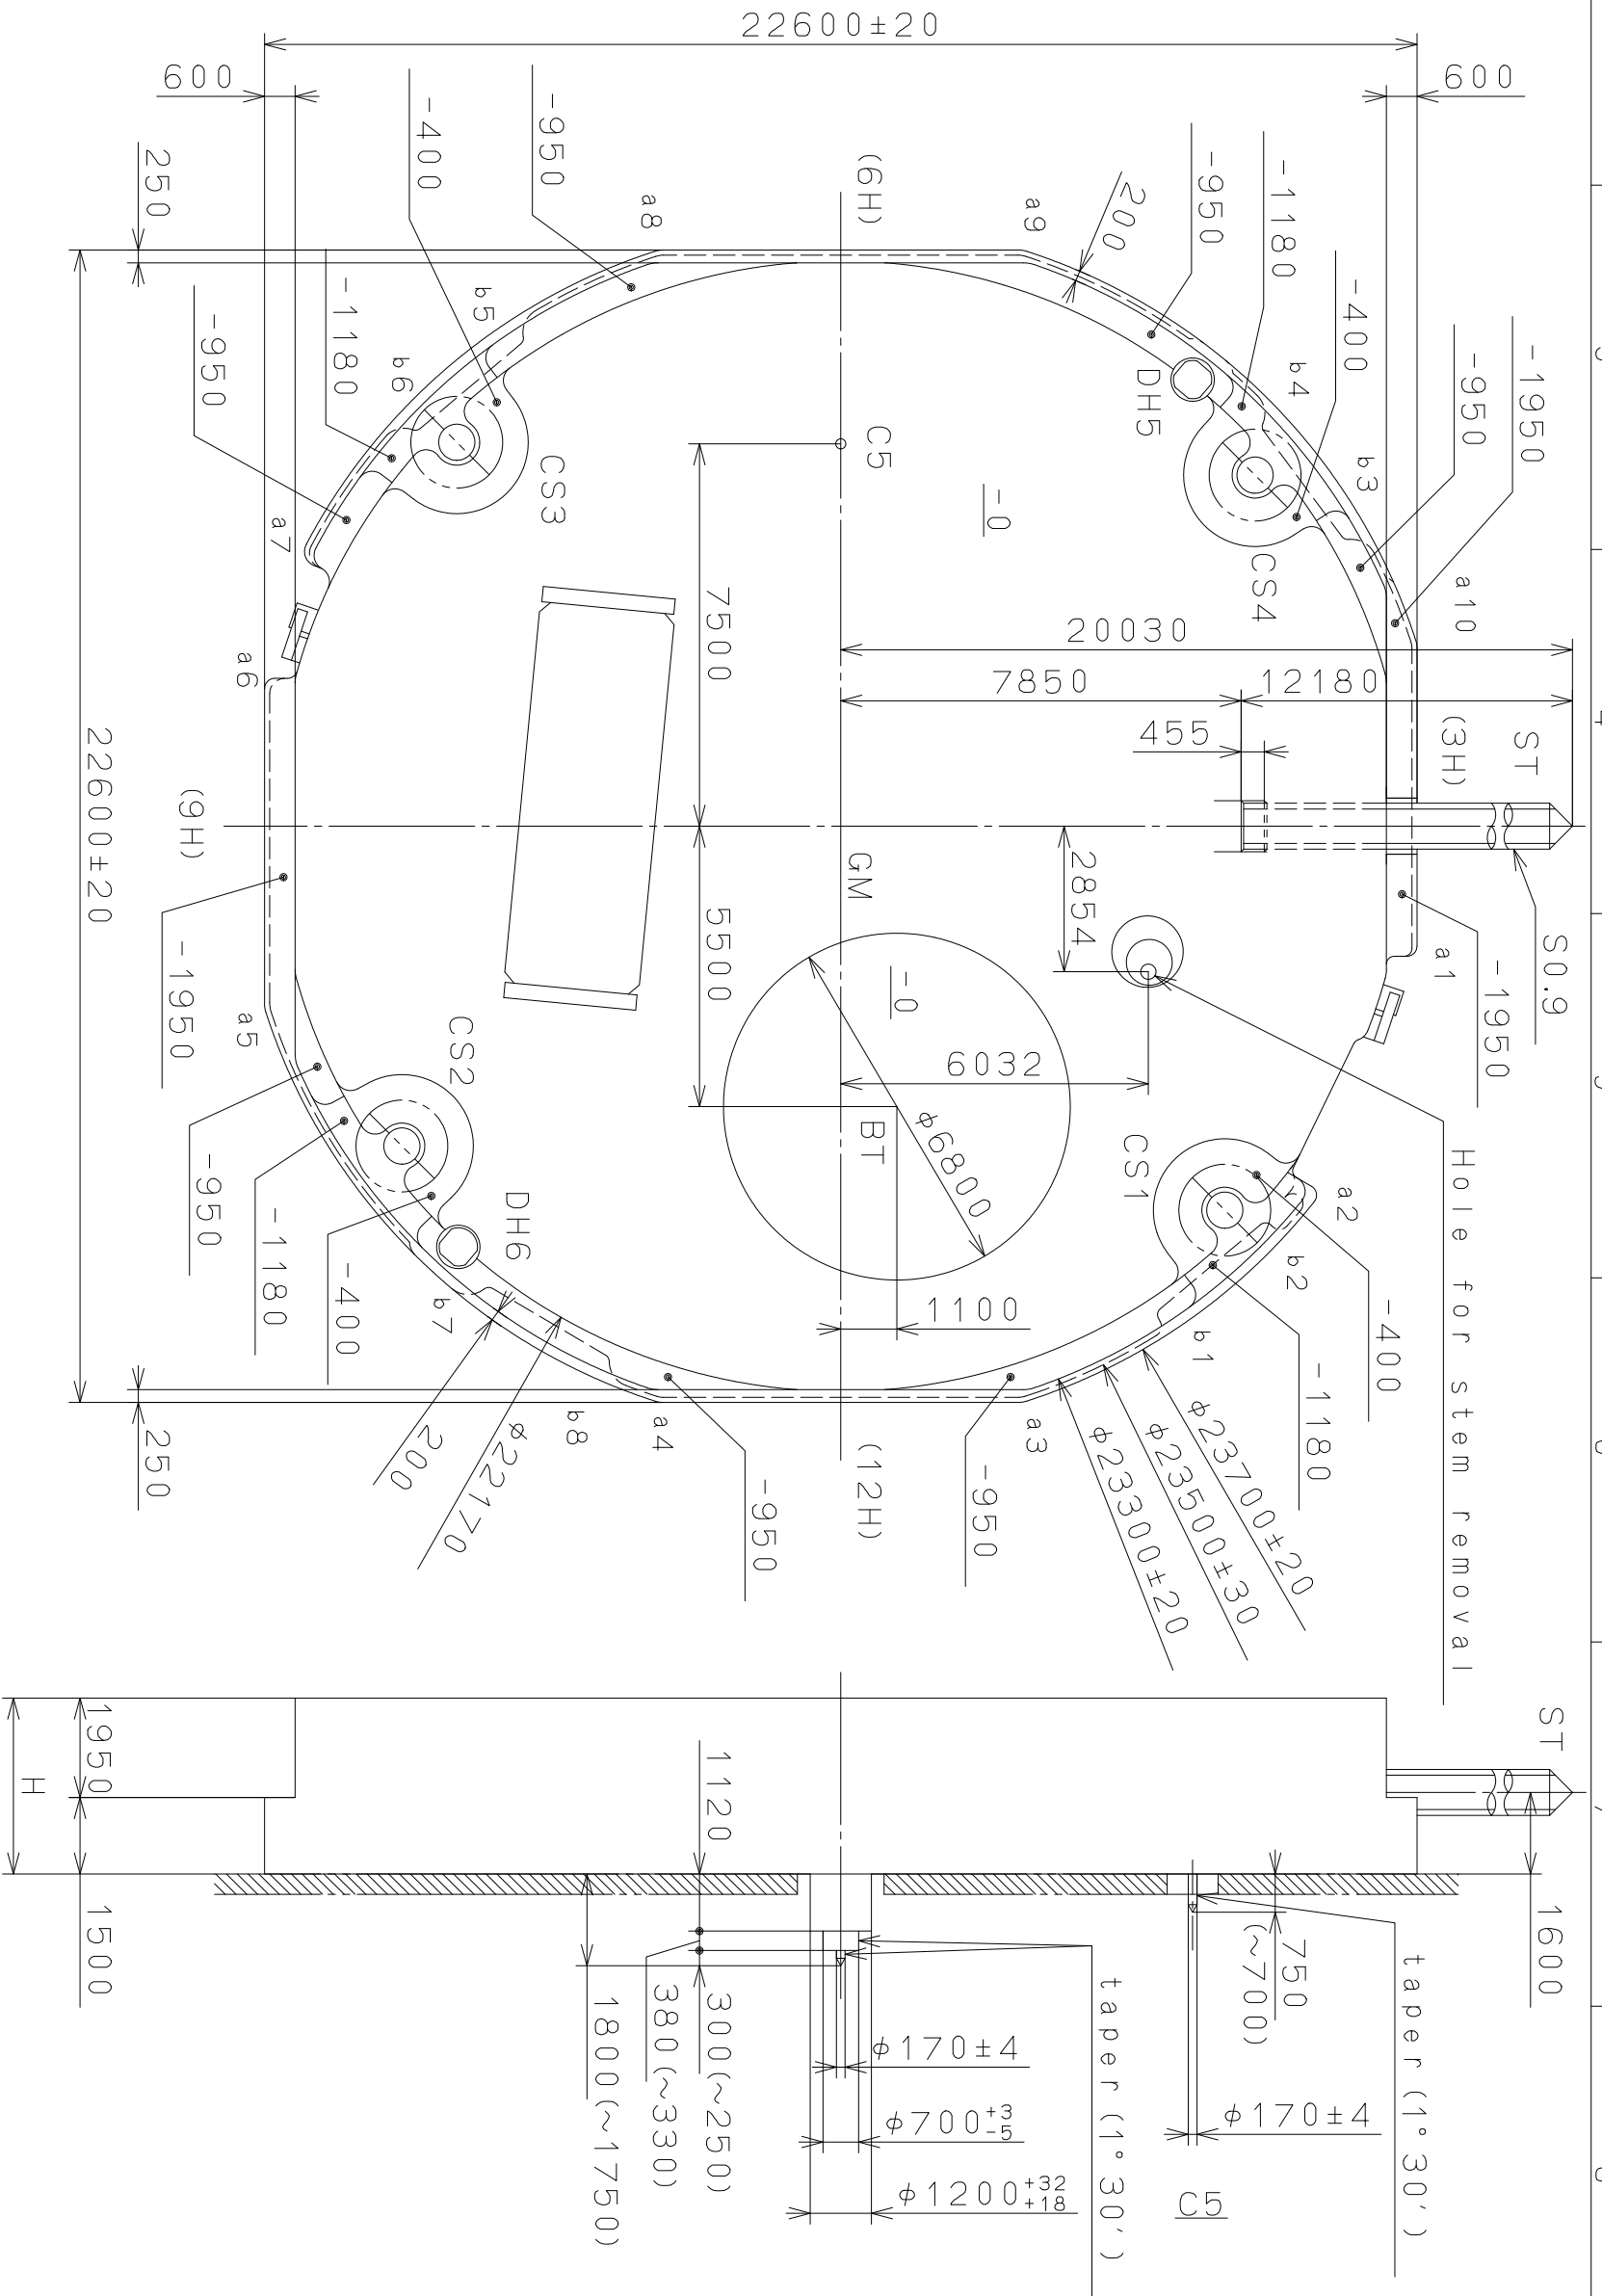 22600±20
600
600
250
-400
-950
(6H)
-950
-1180
-400
-950
-1950
200
a8
a9
b5
b6
-1180
-950
a7
a6
CS3
C5
DH5
b4
b3
a10
CS4
-0
7500
20030
7850
12180
455
(3H)
ST
S0.9
22600±20
(9H)
-1950
a5
GM
2854
5500
-0
6032
a1
-1950
CS2
BT
φ6800
CS1
a2
b2
Hole for stem removal
-950
-1180
-400
DH6
b7
1100
b1
-400
-1180
250
200
φ22170
b8
a4
-950
(12H)
a3
-950
φ23300±20
φ23500±30
φ23700±20
1950
H
1500
1120
ST
1600
750
(~700)
taper(1°30')
taper(1°30')
300(~250)
380(~330)
1800(~1750)
φ170±4
φ700+3-5
φ1200+32+18
φ170±4
C5